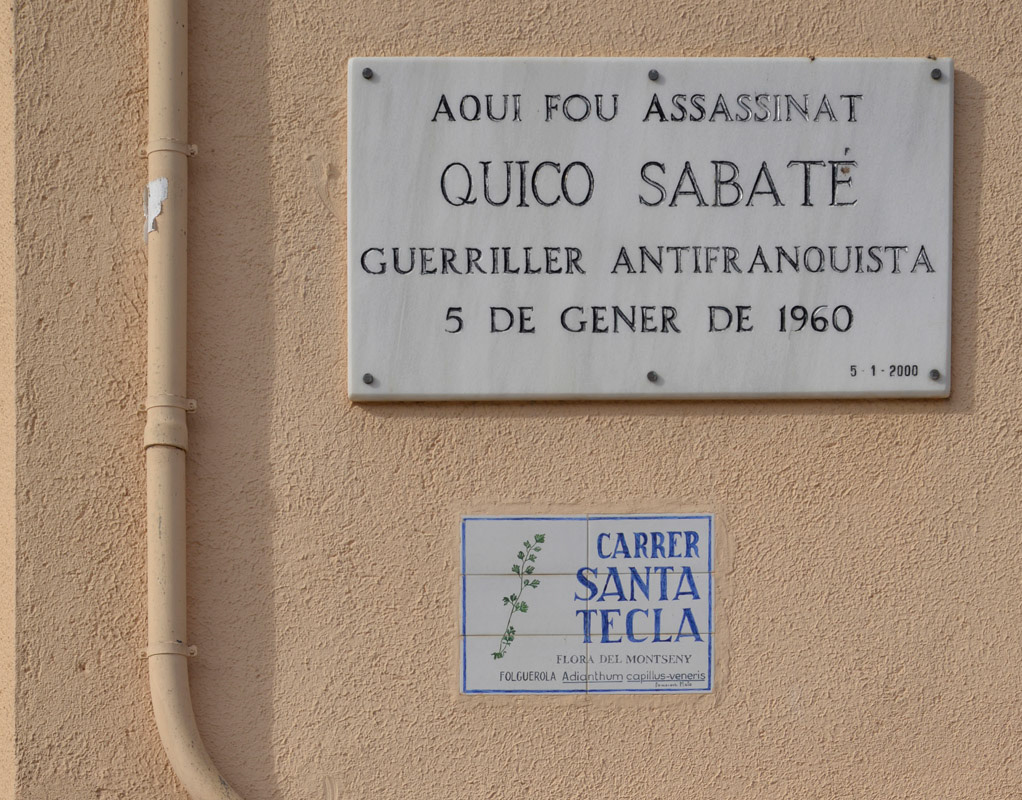 AQUI FOU ASSASSINAT
QUICO SABATÉ
GUERRILLER ANTIFRANQUISTA
5 DE GENER DE 1960
5-1-2000
CARRER
SANTA
TECLA
FLORA DEL MONTSENY
FOLGUEROLA Adianthum capillus-veneris